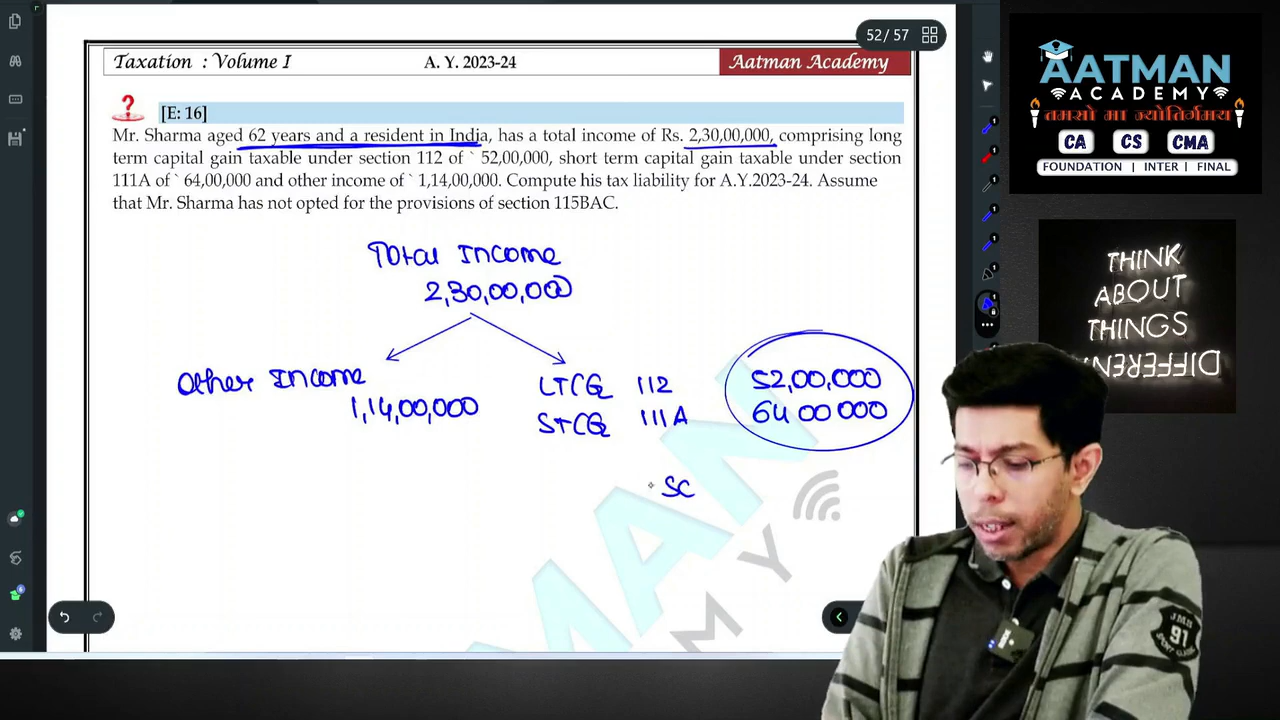 52/57
Taxation : Volume I A. Y. 2023-24 Aatman Academy
[E: 16]
Mr. Sharma aged 62 years and a resident in India, has a total income of Rs. 2,30,00,000, comprising long
term capital gain taxable under section 112 of ` 52,00,000, short term capital gain taxable under section
111A of ` 64,00,000 and other income of ` 1,14,00,000. Compute his tax liability for A.Y.2023-24. Assume
that Mr. Sharma has not opted for the provisions of section 115BAC.
Total Income
2,30,00,000
Other Income
1,14,00,000
LTCG 112 52,00,000
STCG 111A 64 00 000
SC
AATMAN
ACADEMY
तमसो मा ज्योतिर्गमय
CA CS CMA
FOUNDATION | INTER | FINAL
THINK
ABOUT
THINGS
DIFFEREN
JMN
91